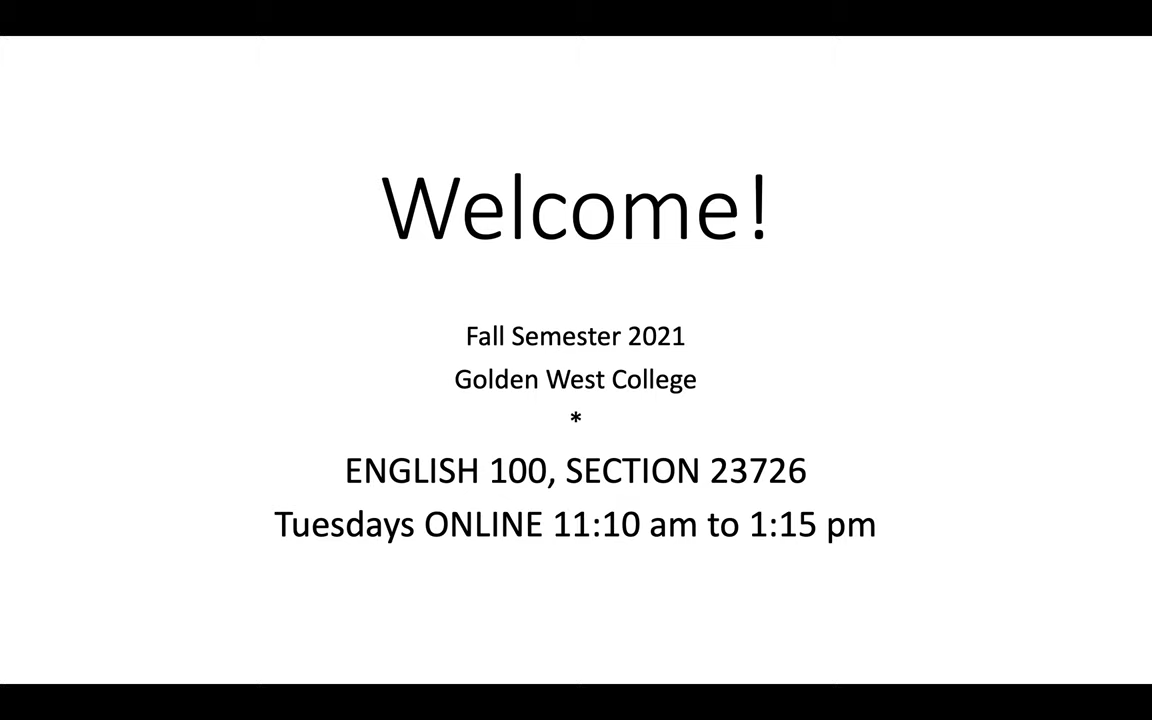 Welcome!
Fall Semester 2021
Golden West College
*
ENGLISH 100, SECTION 23726
Tuesdays ONLINE 11:10 am to 1:15 pm